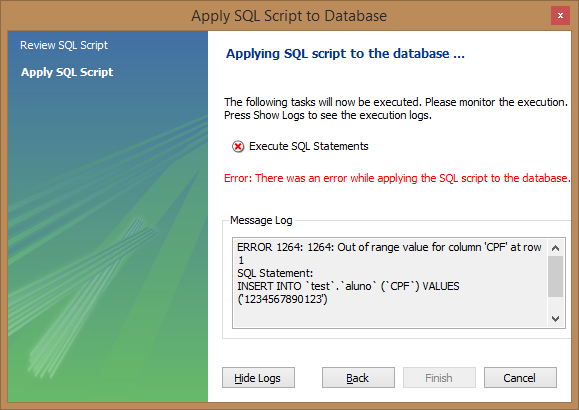 Apply SQL Script to Database
x
Review SQL Script
Apply SQL Script
Applying SQL script to the database ...
The following tasks will now be executed. Please monitor the execution.
Press Show Logs to see the execution logs.
Execute SQL Statements
Error: There was an error while applying the SQL script to the database.
Message Log
ERROR 1264: 1264: Out of range value for column 'CPF' at row
1
SQL Statement:
INSERT INTO `test`.`aluno` (`CPF`) VALUES
('1234567890123')
Hide Logs
Back
Finish
Cancel